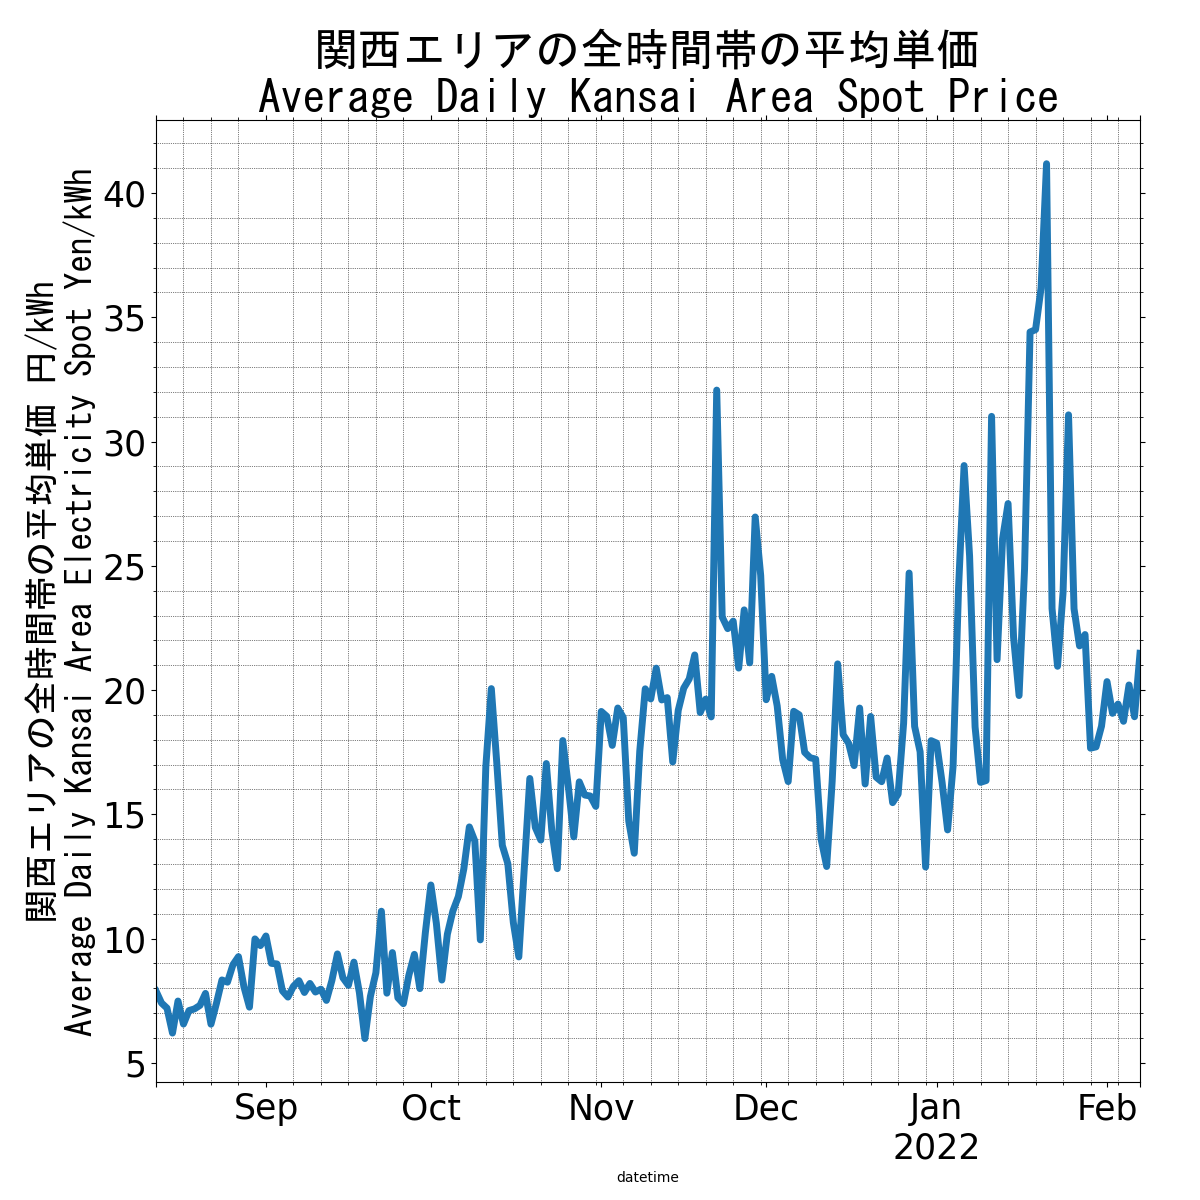 関西エリアの全時間帯の平均単価
Average Daily Kansai Area Spot Price
関西エリアの全時間帯の平均単価 円/kWh
Average Daily Kansai Area Electricity Spot Yen/kWh
40
35
30
25
20
15
10
5
Sep
Oct
Nov
Dec
Jan
2022
Feb
datetime